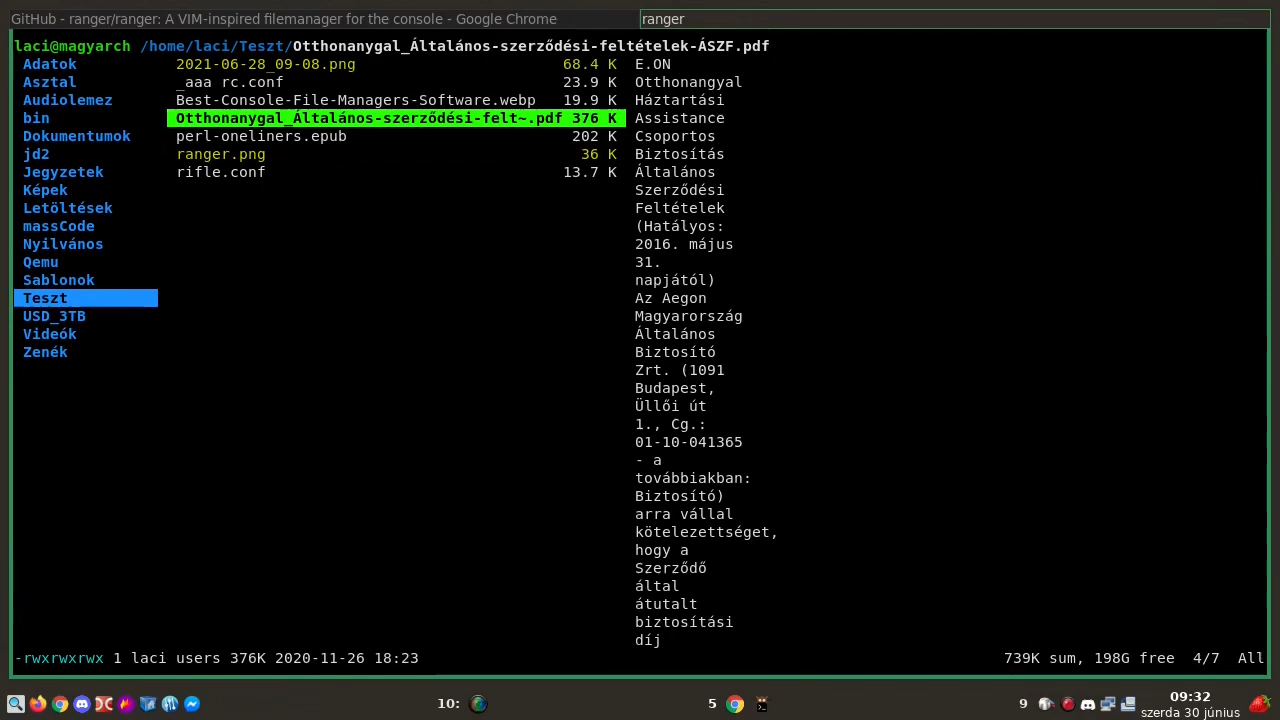 GitHub - ranger/ranger: A VIM-inspired filemanager for the console - Google Chrome
ranger
laci@magyarch /home/laci/Teszt/Otthonanygal_Általános-szerződési-feltételek-ÁSZF.pdf
Adatok
Asztal
Audiolemez
bin
Dokumentumok
jd2
Jegyzetek
Képek
Letöltések
massCode
Nyilvános
Qemu
Sablonok
Teszt
USD_3TB
Videók
Zenék
2021-06-28_09-08.png 68.4 K
_aaa rc.conf 23.9 K
Best-Console-File-Managers-Software.webp 19.9 K
Otthonanygal_Általános-szerződési-felt~.pdf 376 K
perl-oneliners.epub 202 K
ranger.png 36 K
rifle.conf 13.7 K
E.ON
Otthonangyal
Háztartási
Assistance
Csoportos
Biztosítás
Általános
Szerződési
Feltételek
(Hatályos:
2016. május
31.
napjától)
Az Aegon
Magyarország
Általános
Biztosító
Zrt. (1091
Budapest,
Üllői út
1., Cg.:
01-10-041365
- a
továbbiakban:
Biztosító)
arra vállal
kötelezettséget,
hogy a
Szerződő
által
átutalt
biztosítási
díj
-rwxrwxrwx 1 laci users 376K 2020-11-26 18:23
739K sum, 198G free 4/7 All
10:
5
9
09:32
szerda 30 június